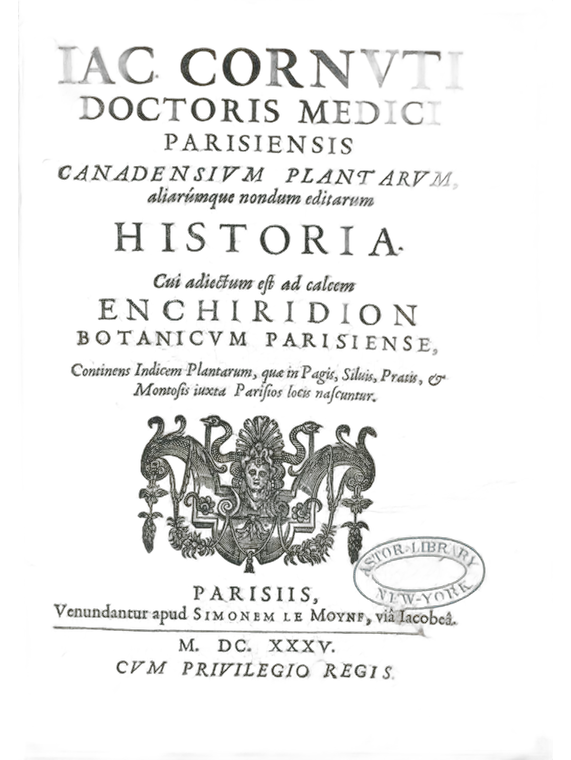 IAC. CORNVTI
DOCTORIS MEDICI
PARISIENSIS
CANADENSIVM PLANTARVM,
aliarúmque nondum editarum
HISTORIA.
Cui adiectum est ad calcem
ENCHIRIDION
BOTANICVM PARISIENSE,
Continens Indicem Plantarum, quæ in Pagis, Siluis, Pratis, &
Montosis iuxta Parisios locis nascuntur.
PARISIIS,
Venundantur apud SIMONEM LE MOYNE, viâ Iacobeâ.
M. DC. XXXV.
CVM PRIVILEGIO REGIS.
ASTOR LIBRARY
NEW-YORK